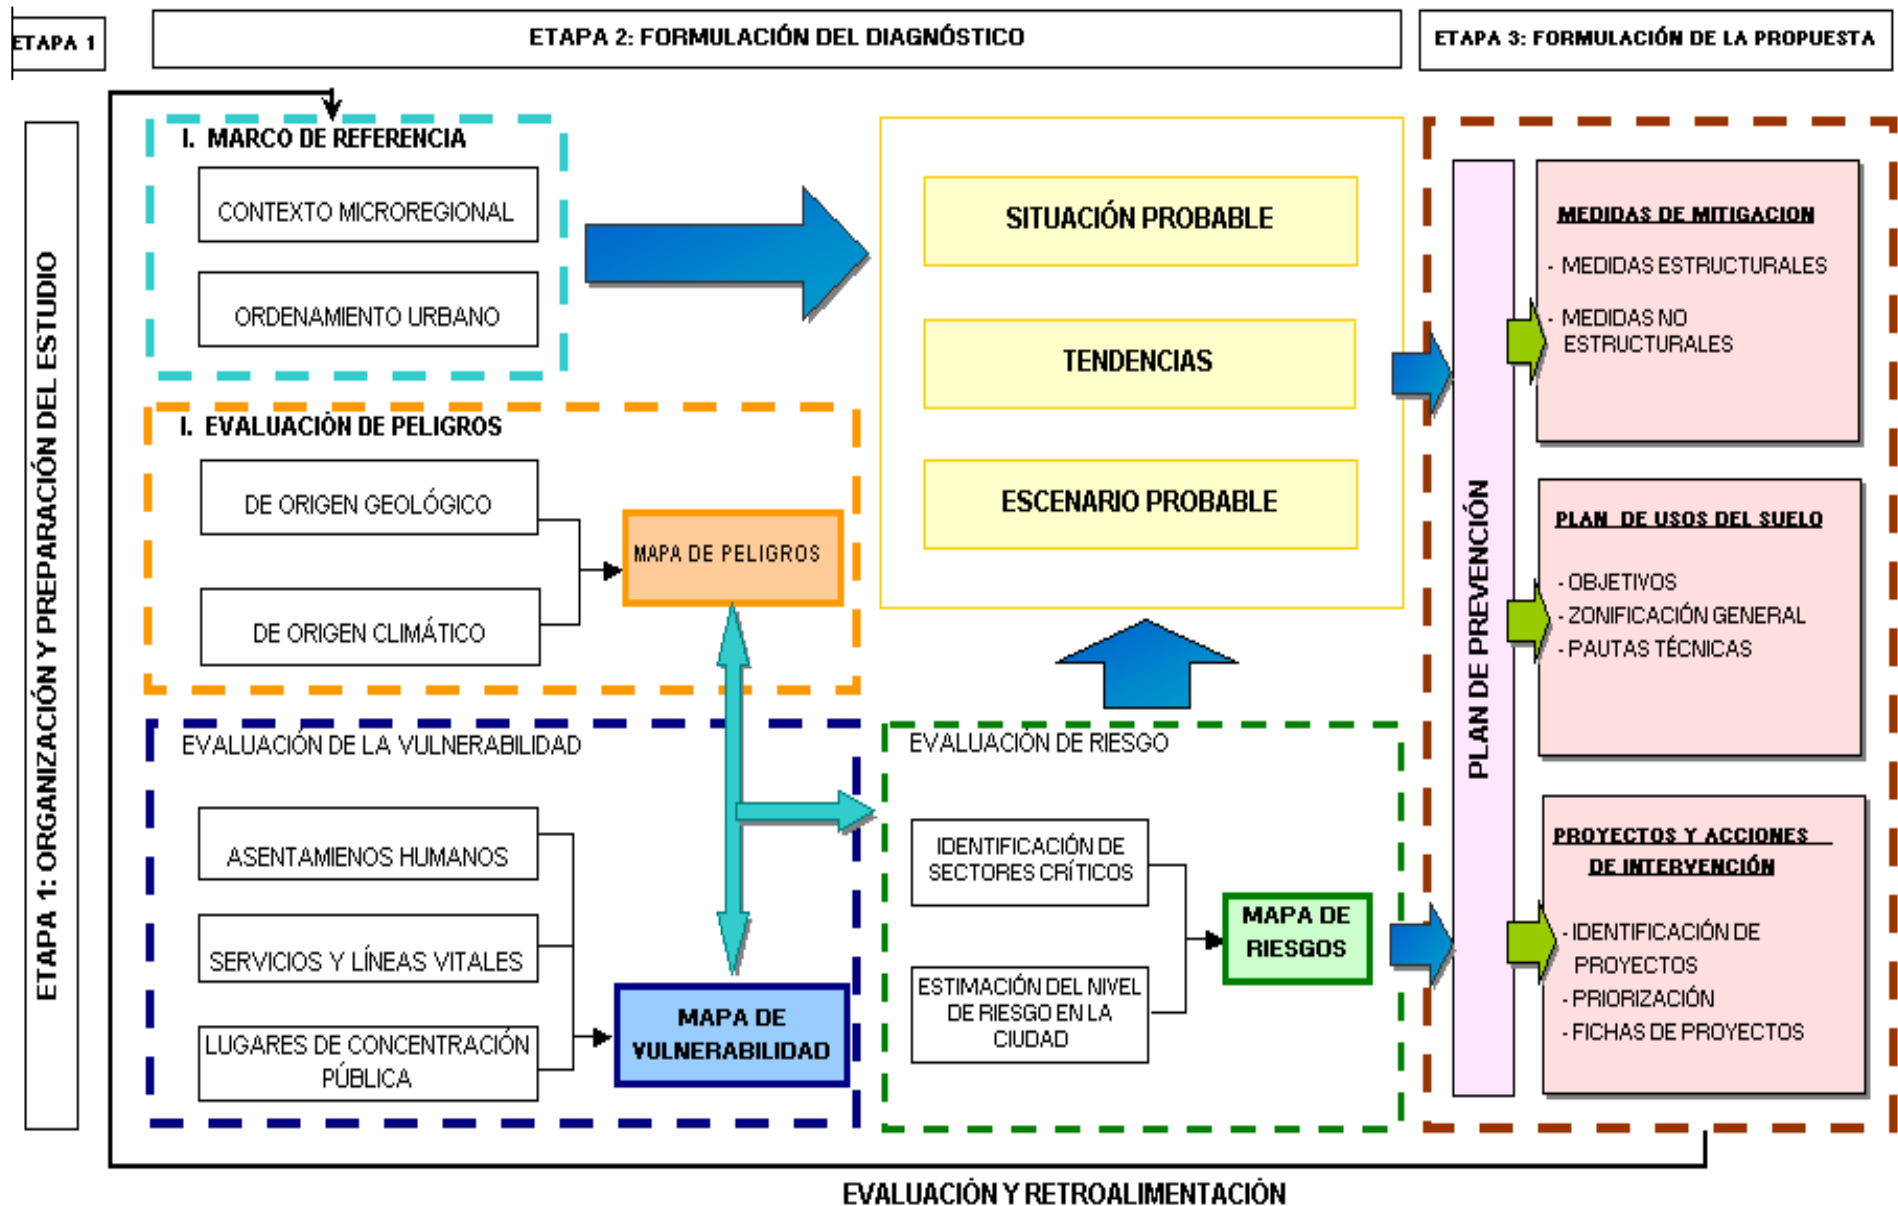 ETAPA 1
ETAPA 2: FORMULACIÓN DEL DIAGNÓSTICO
ETAPA 3: FORMULACIÓN DE LA PROPUESTA
ETAPA 1: ORGANIZACIÓN Y PREPARACIÓN DEL ESTUDIO
I. MARCO DE REFERENCIA
CONTEXTO MICROREGIONAL
ORDENAMIENTO URBANO
I. EVALUACIÓN DE PELIGROS
DE ORIGEN GEOLÓGICO
DE ORIGEN CLIMÁTICO
MAPA DE PELIGROS
EVALUACIÓN DE LA VULNERABILIDAD
ASENTAMIENOS HUMANOS
SERVICIOS Y LÍNEAS VITALES
LUGARES DE CONCENTRACIÓN
PÚBLICA
MAPA DE
VULNERABILIDAD
SITUACIÓN PROBABLE
TENDENCIAS
ESCENARIO PROBABLE
EVALUACIÓN DE RIESGO
IDENTIFICACIÓN DE
SECTORES CRÍTICOS
ESTIMACIÓN DEL NIVEL
DE RIESGO EN LA
CIUDAD
MAPA DE
RIESGOS
PLAN DE PREVENCIÓN
MEDIDAS DE MITIGACION
- MEDIDAS ESTRUCTURALES
- MEDIDAS NO
ESTRUCTURALES
PLAN DE USOS DEL SUELO
- OBJETIVOS
- ZONIFICACIÓN GENERAL
- PAUTAS TÉCNICAS
PROYECTOS Y ACCIONES
DE INTERVENCIÓN
- IDENTIFICACIÓN DE
PROYECTOS
- PRIORIZACIÓN
- FICHAS DE PROYECTOS
EVALUACIÓN Y RETROALIMENTACIÓN